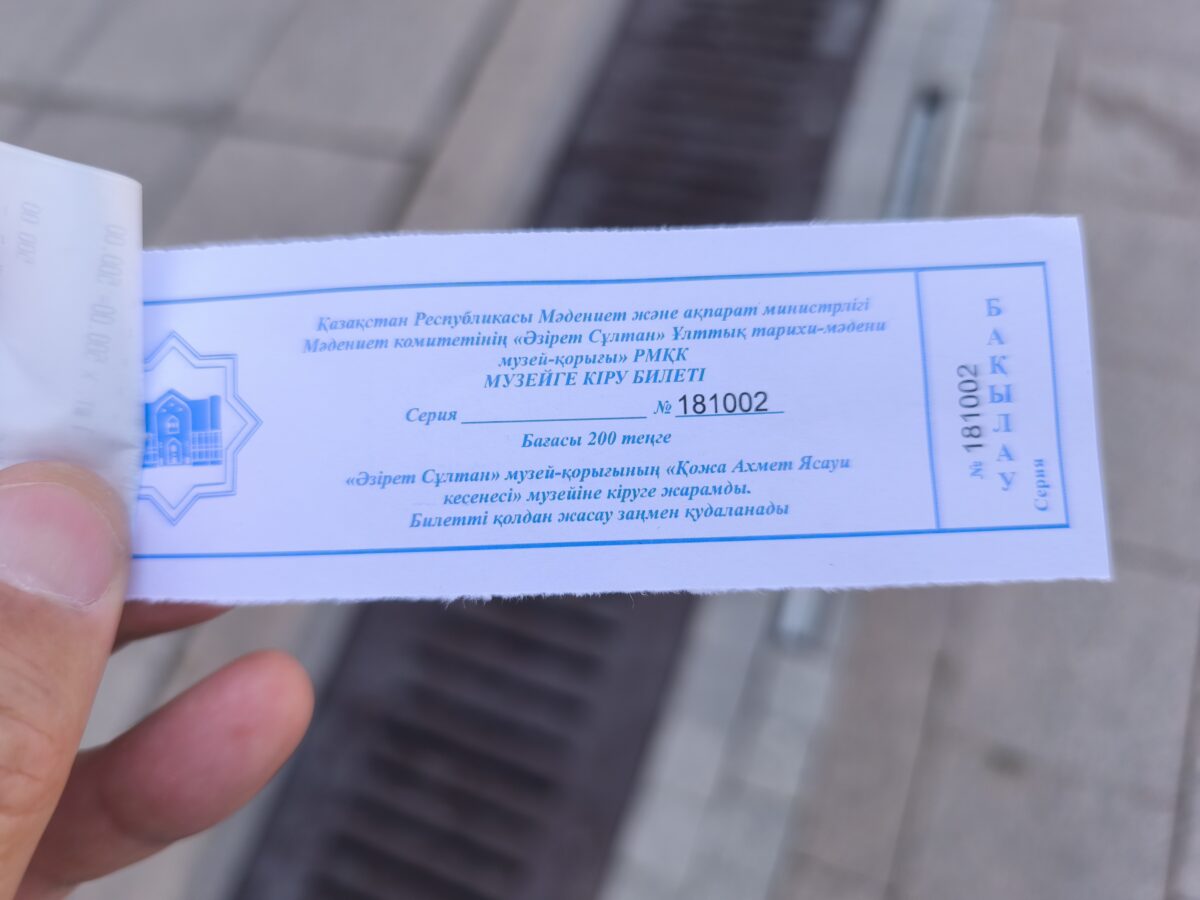 Қазақстан Республикасы Мәдениет және ақпарат министрлігі
Мәдениет комитетінің «Әзірет Сұлтан» Ұлттық тарихи-мәдени
музей-қорығы» РМҚК
МУЗЕЙГЕ КІРУ БИЛЕТІ
Серия № 181002
Бағасы 200 теңге
«Әзірет Сұлтан» музей-қорығының «Қожа Ахмет Ясауи
кесенесі» музейіне кіруге жарамды.
Билетті қолдан жасау заңмен қудаланады
БАҚЫЛАУ
№ 181002
Серия